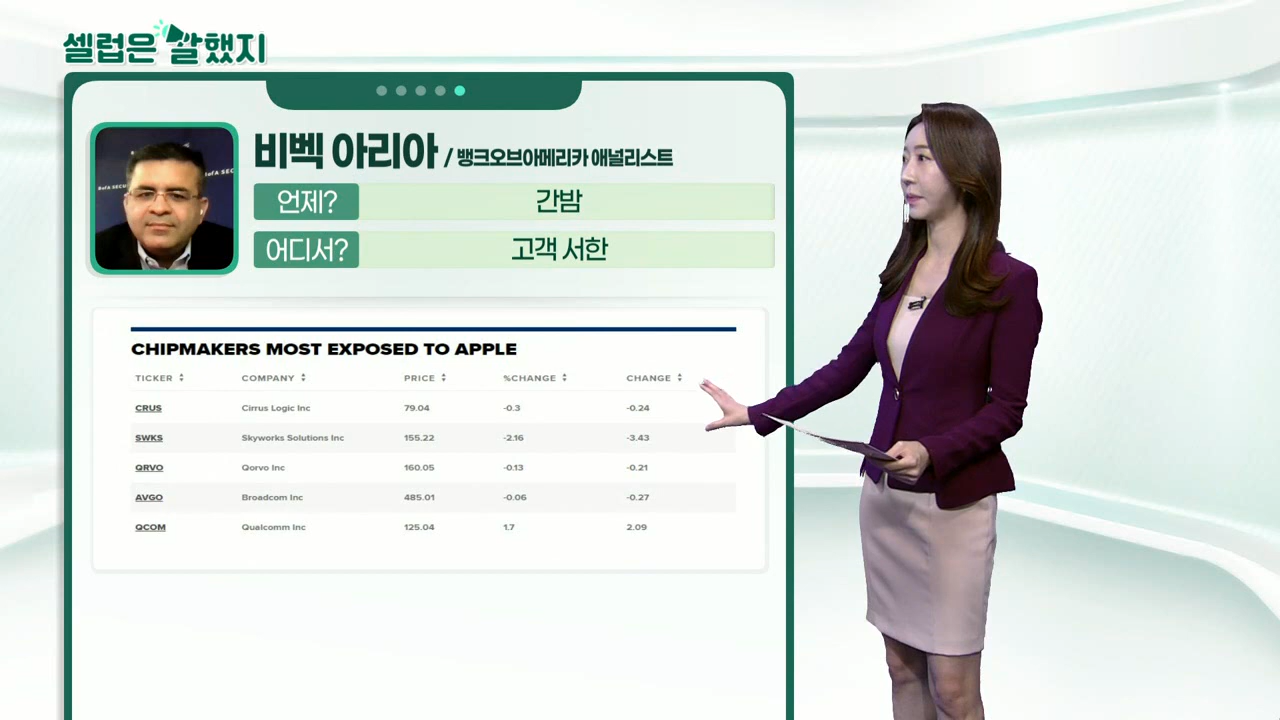 셀럽은 말했지
비벡 아리아 / 뱅크오브아메리카 애널리스트
언제? 간밤
어디서? 고객 서한
CHIPMAKERS MOST EXPOSED TO APPLE
TICKER COMPANY PRICE %CHANGE CHANGE
CRUS Cirrus Logic Inc 79.04 -0.3 -0.24
SWKS Skyworks Solutions Inc 155.22 -2.16 -3.43
QRVO Qorvo Inc 160.05 -0.13 -0.21
AVGO Broadcom Inc 485.01 -0.06 -0.27
QCOM Qualcomm Inc 125.04 1.7 2.09